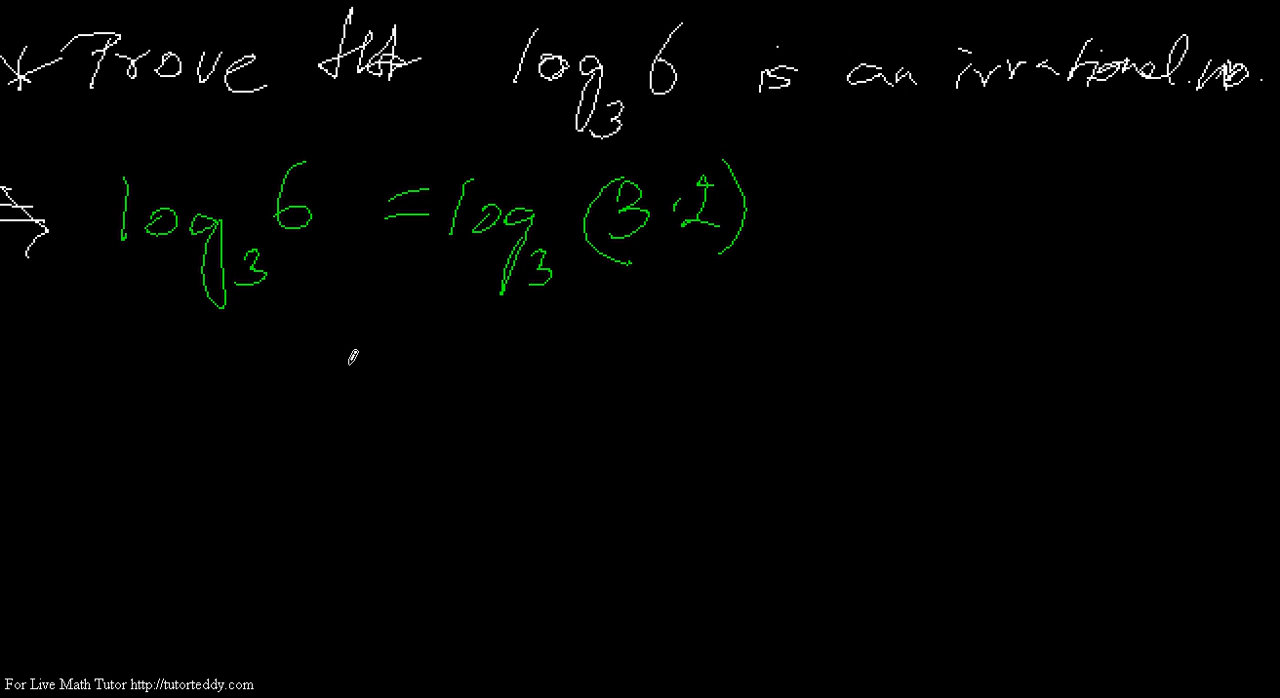 * Prove that log₃ 6 is an irrational no.
⇒ log₃ 6 = log₃ (3.2)
For Live Math Tutor http://tutorteddy.com